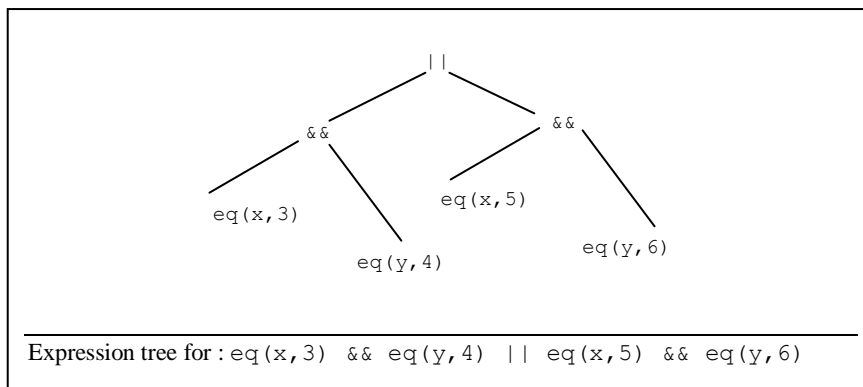 ||
&& &&
eq(x,3) eq(x,5)
eq(y,4) eq(y,6)
Expression tree for : eq(x,3) && eq(y,4) || eq(x,5) && eq(y,6)